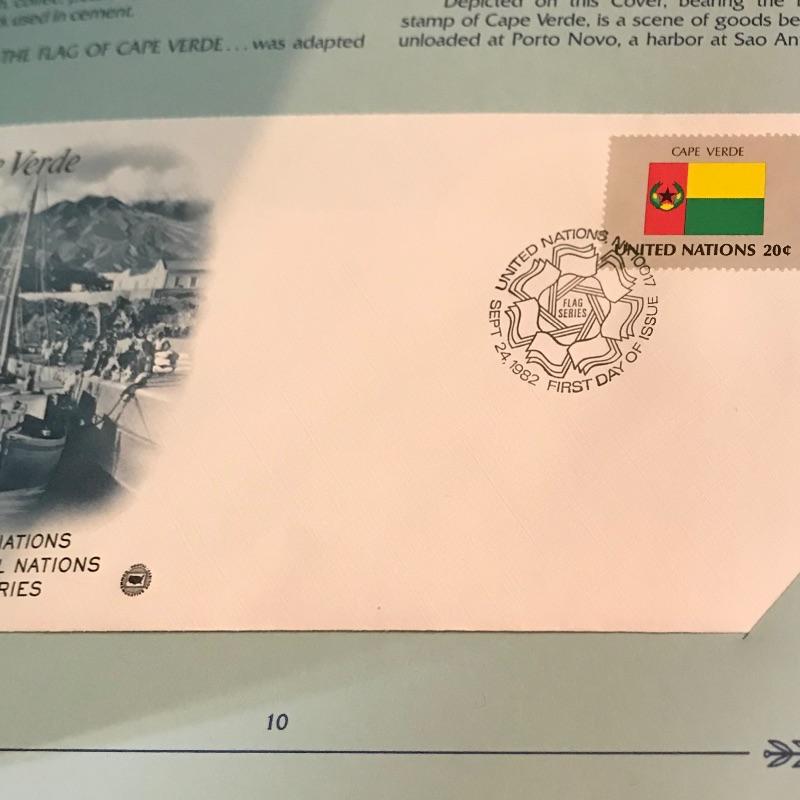 used in cement.
THE FLAG OF CAPE VERDE... was adapted
Depicted on this Cover, bearing the
stamp of Cape Verde, is a scene of goods be
unloaded at Porto Novo, a harbor at Sao An
Verde
CAPE VERDE
UNITED NATIONS 20¢
UNITED NATIONS, NY 10017
FLAG
SERIES
SEPT 24, 1982 FIRST DAY OF ISSUE
NATIONS
L NATIONS
RIES
10